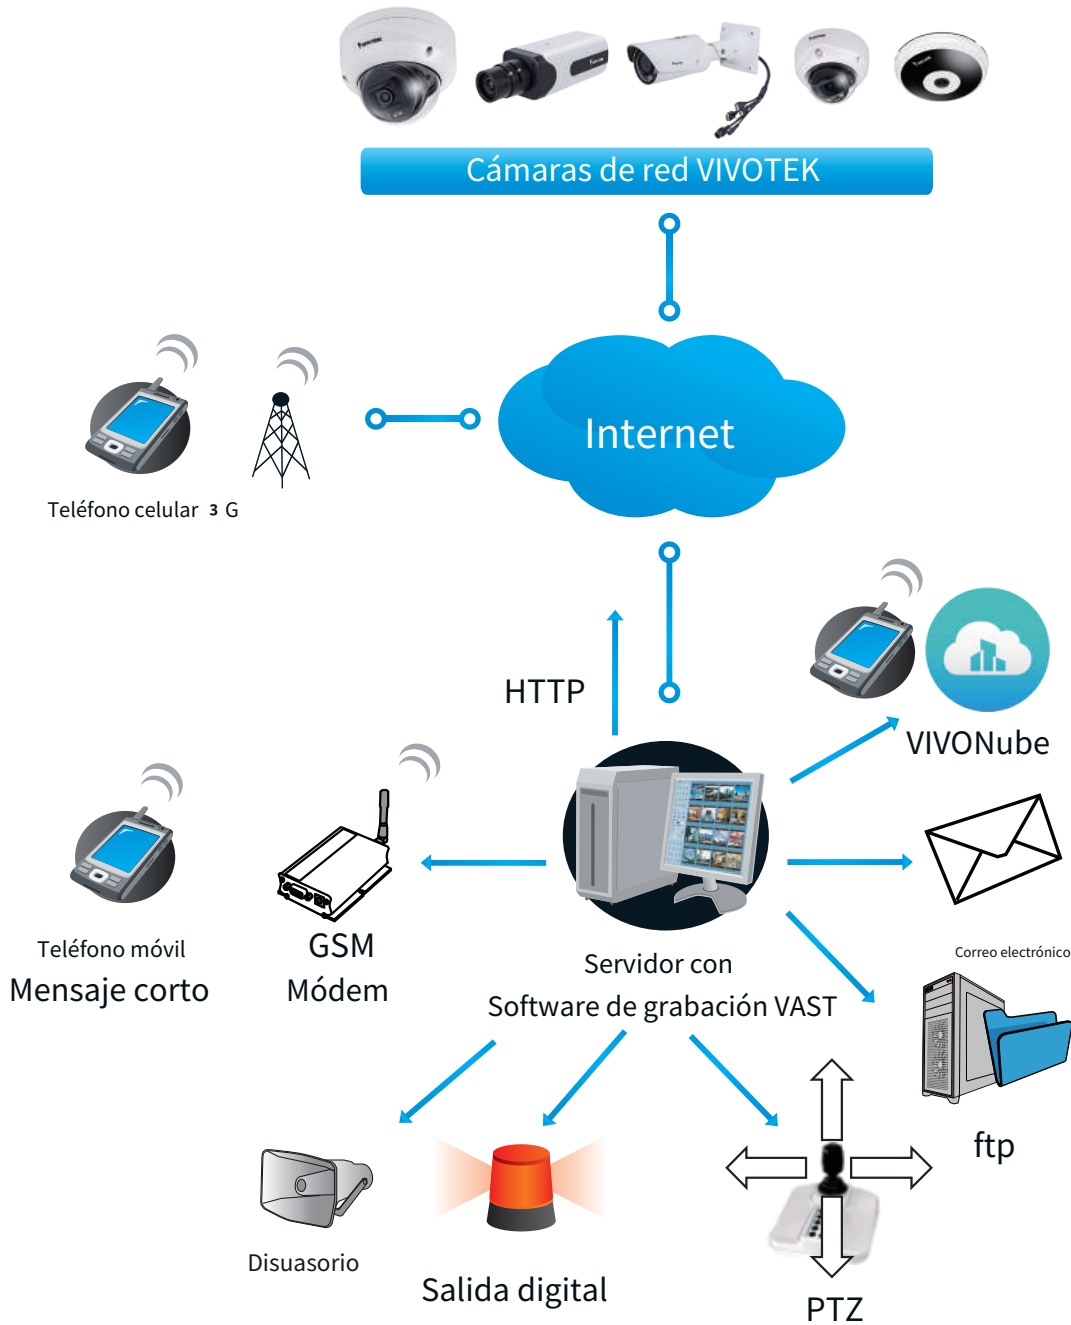 Cámaras de red VIVOTEK
Internet
Teléfono celular 3 G
HTTP
VIVONube
Teléfono móvil
Mensaje corto
GSM
Módem
Servidor con
Software de grabación VAST
Correo electrónico
ftp
Disuasorio
Salida digital
PTZ